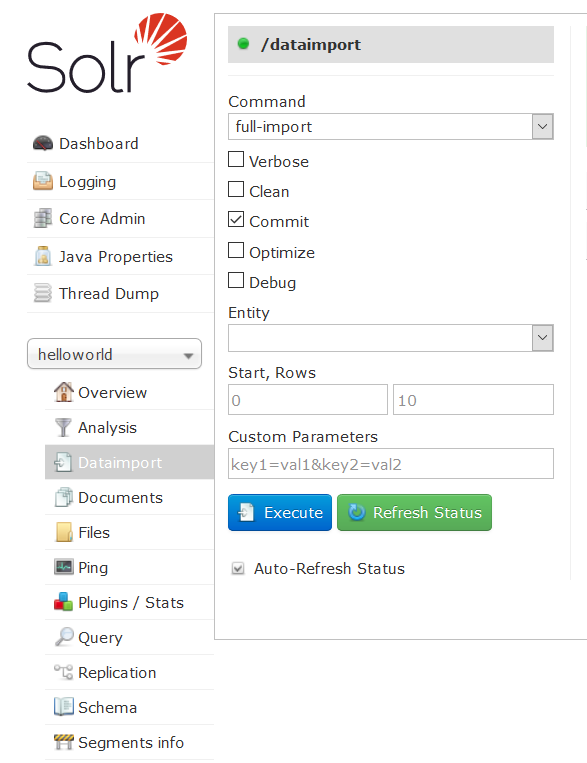 Solr
Dashboard
Logging
Core Admin
Java Properties
Thread Dump
helloworld
Overview
Analysis
Dataimport
Documents
Files
Ping
Plugins / Stats
Query
Replication
Schema
Segments info
/dataimport
Command
full-import
Verbose
Clean
Commit
Optimize
Debug
Entity
Start, Rows
0 10
Custom Parameters
key1=val1&key2=val2
Execute Refresh Status
Auto-Refresh Status